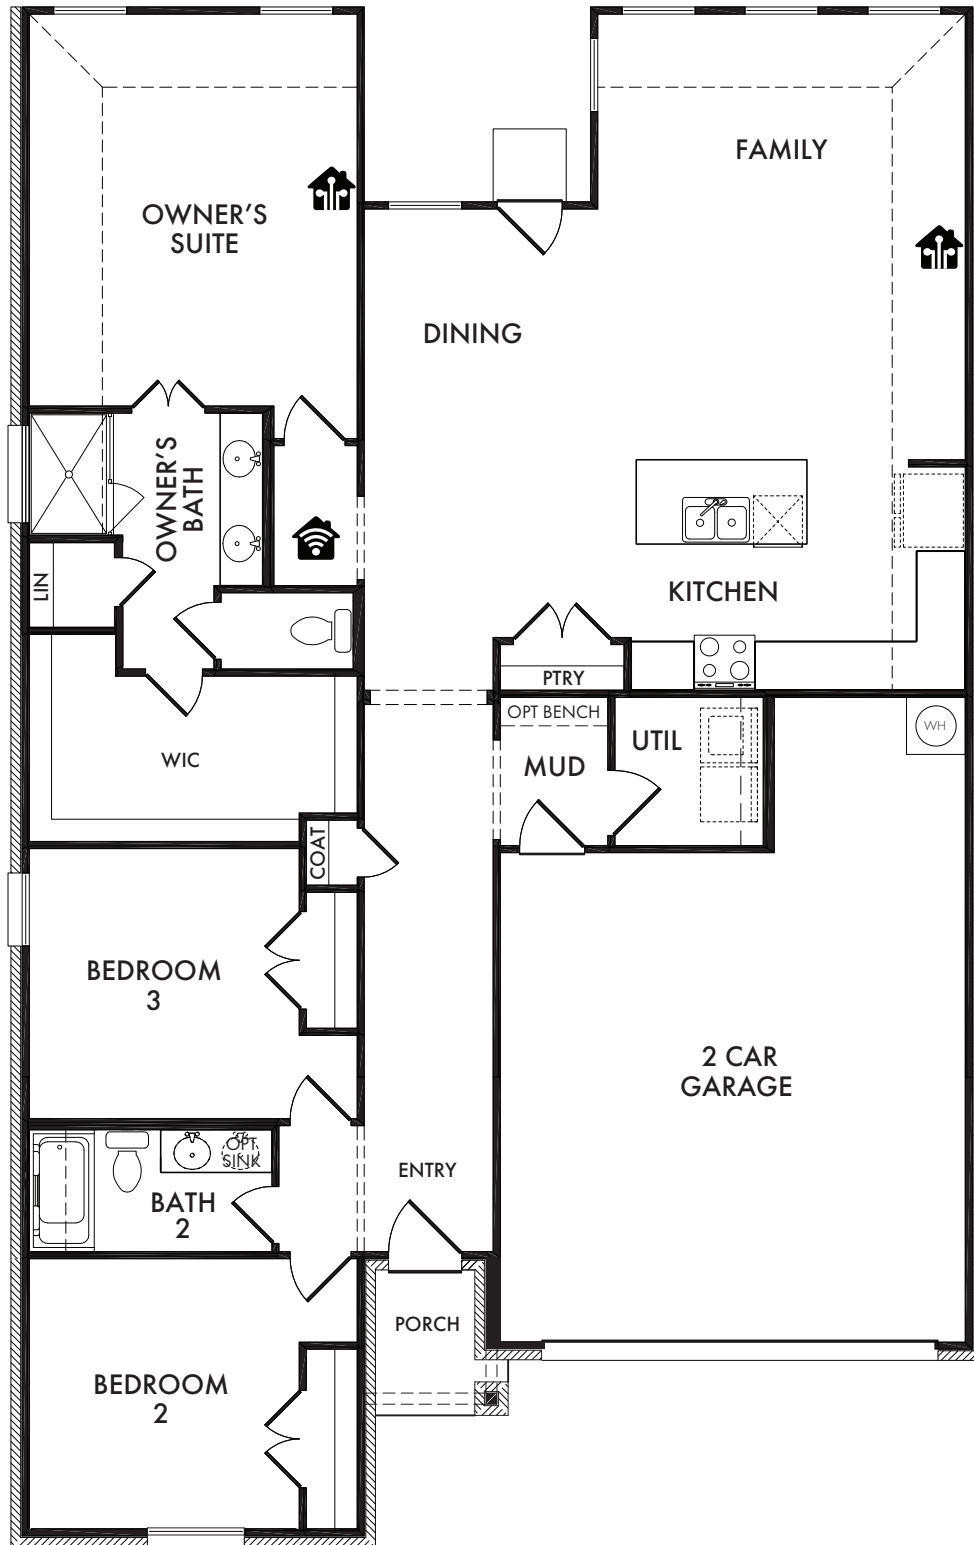 FAMILY
OWNER'S
SUITE
DINING
OWNER'S
BATH
LIN
KITCHEN
PTRY
OPT BENCH
UTIL
WH
MUD
WIC
COAT
BEDROOM
3
2 CAR
GARAGE
OPT
SINK
ENTRY
BATH
2
PORCH
BEDROOM
2